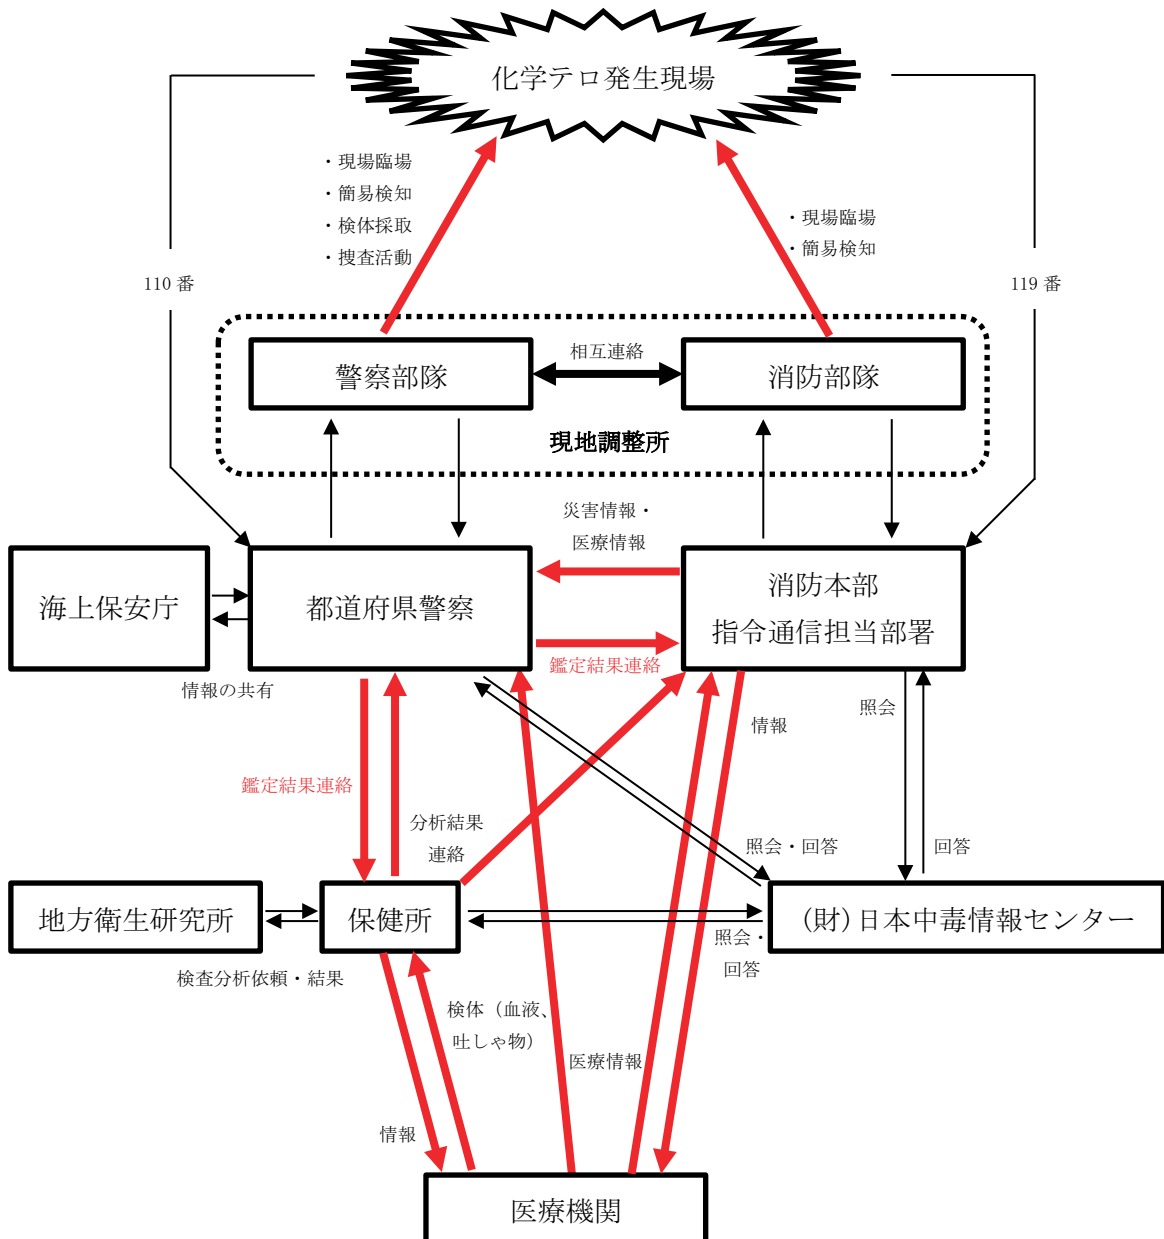 化学テロ発生現場
・現場臨場
・簡易検知
・検体採取
・捜査活動
・現場臨場
・簡易検知
110 番
119 番
警察部隊
相互連絡
消防部隊
現地調整所
災害情報・
医療情報
海上保安庁
都道府県警察
消防本部
指令通信担当部署
鑑定結果連絡
情報の共有
照会
情報
鑑定結果連絡
分析結果
連絡
照会・回答
回答
地方衛生研究所
保健所
(財)日本中毒情報センター
照会・
回答
検査分析依頼・結果
検体（血液、
吐しゃ物）
医療情報
情報
医療機関